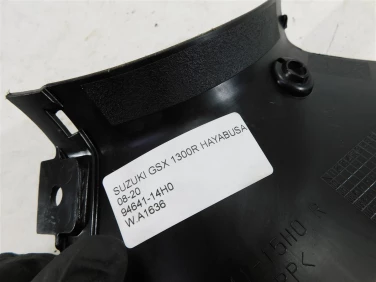 SUZUKI GSX 1300R HAYABUSA
08-20
94641-14H0
W.A1636